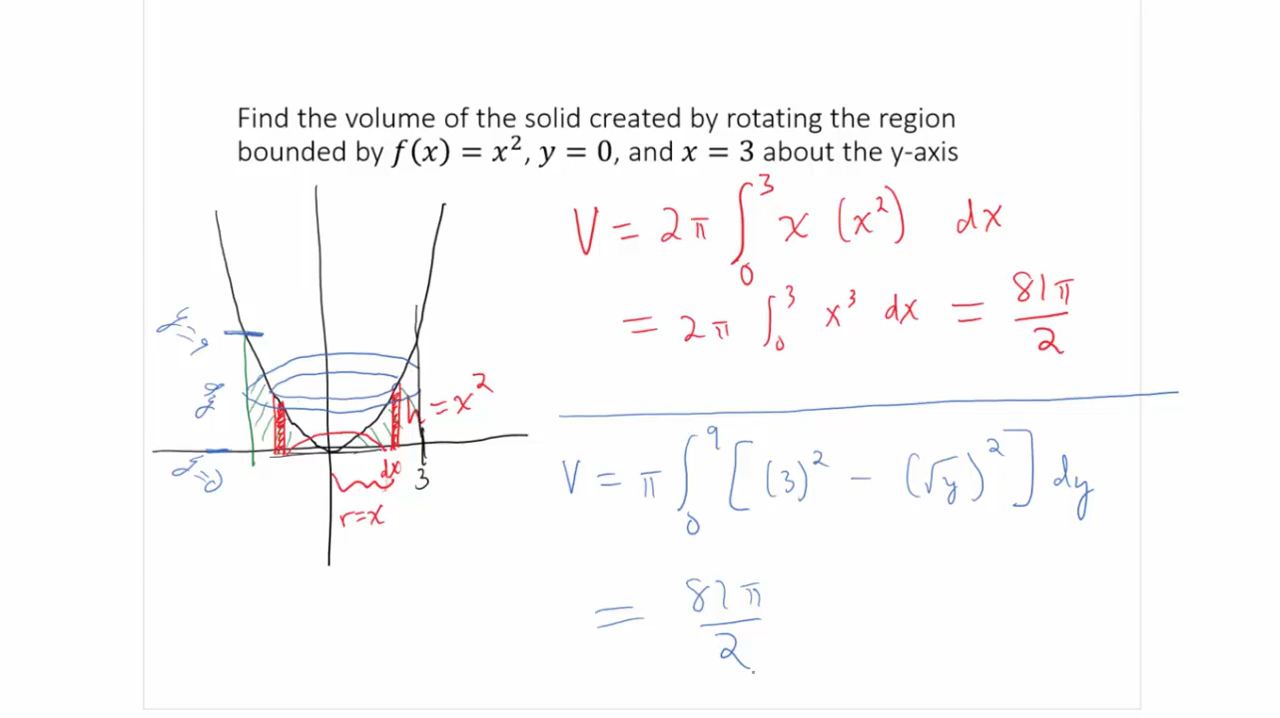 Find the volume of the solid created by rotating the region
bounded by f(x) = x², y = 0, and x = 3 about the y-axis
V = 2π ∫₀³ x (x²) dx
= 2π ∫₀³ x³ dx = 81π/2
y=9
h = x²
y=0
dx
3
r=x
V = π ∫₀⁹ [(3)² − (√y)²] dy
= 81π/2